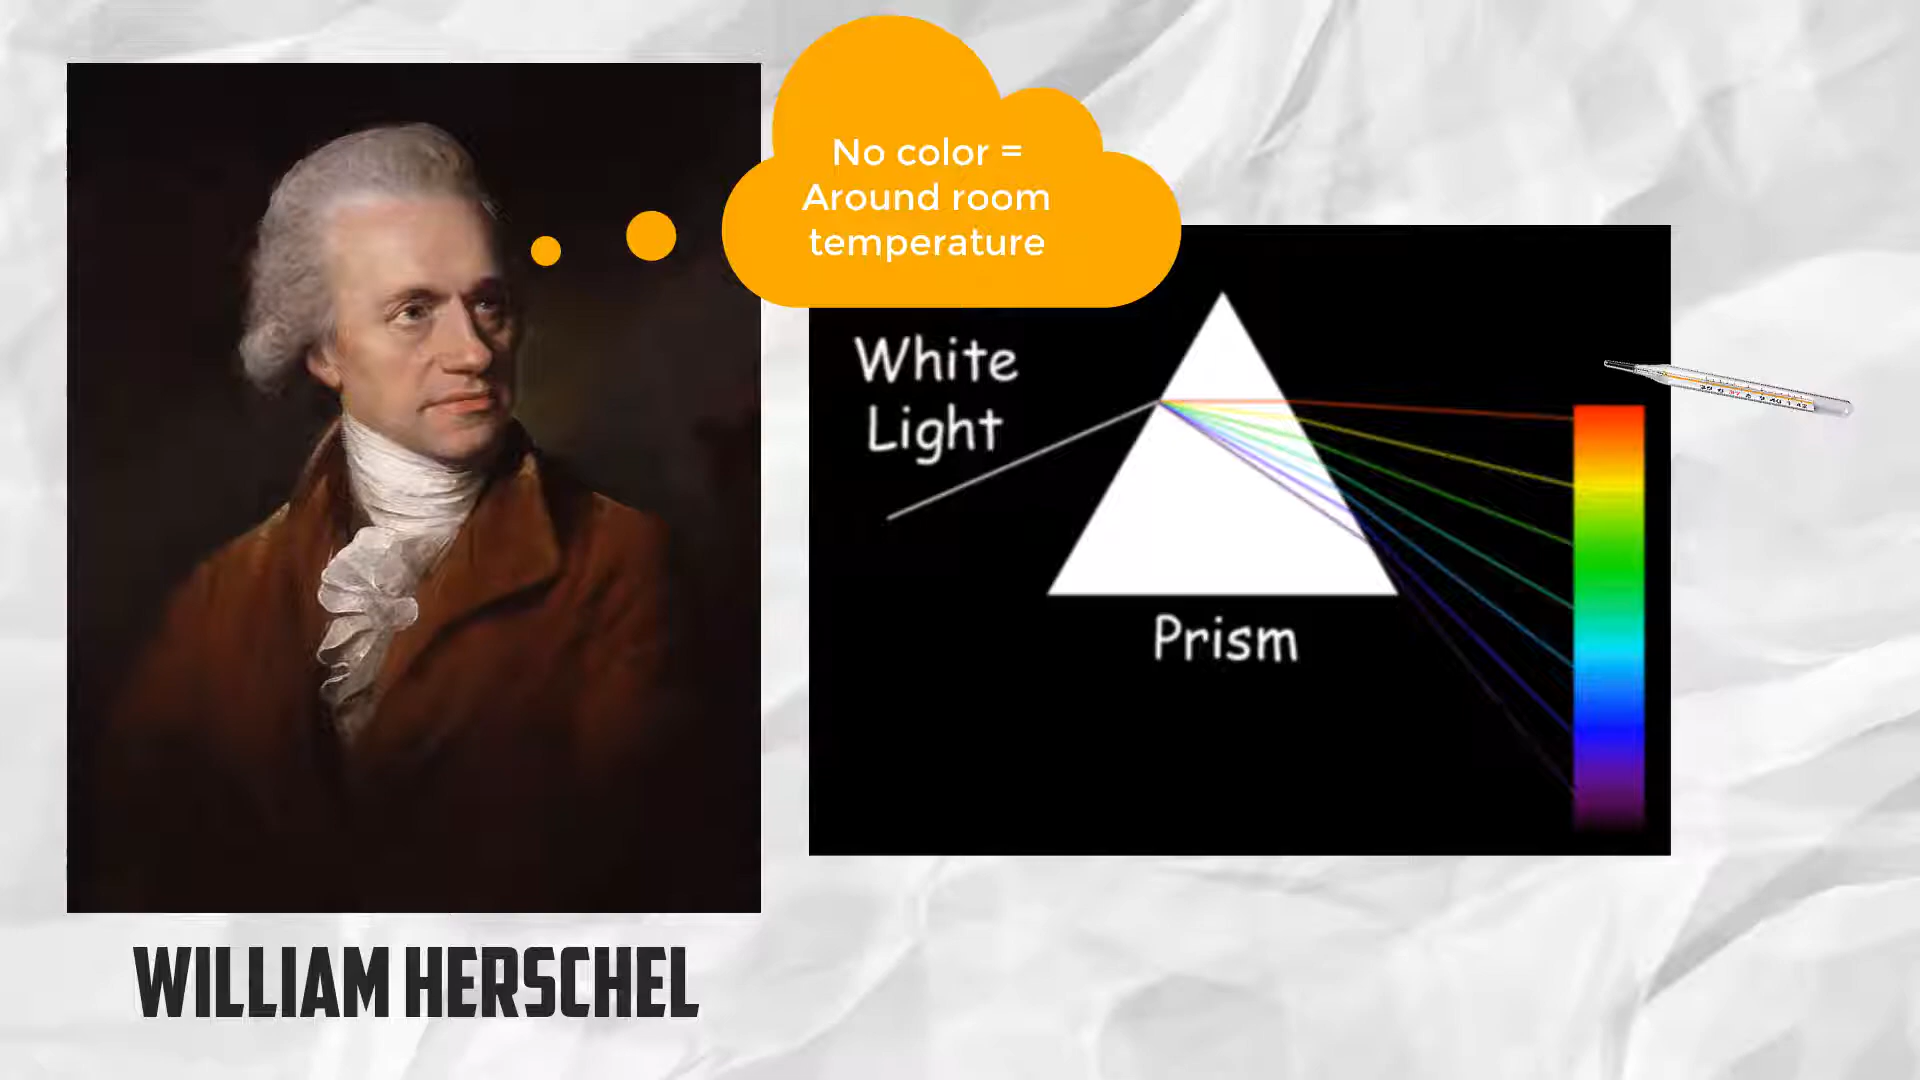 No color =
Around room
temperature
White
Light
Prism
WILLIAM HERSCHEL